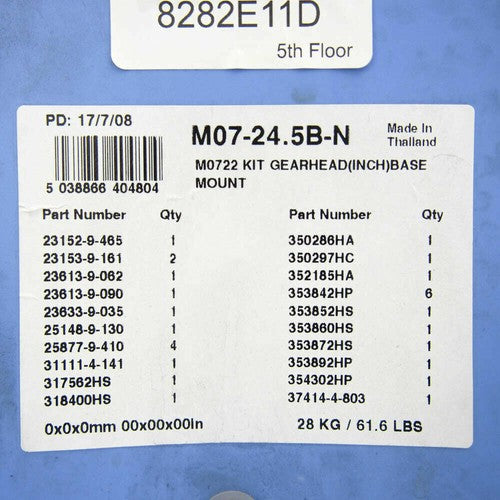 8282E11D
5th Floor
PD: 17/7/08
M07-24.5B-N
Made In
Thailand
5 038866 404804
M0722 KIT GEARHEAD(INCH)BASE
MOUNT
Part Number Qty Part Number Qty
23152-9-465 1 350286HA 1
23153-9-161 2 350297HC 1
23613-9-062 1 352185HA 1
23613-9-090 1 353842HP 6
23633-9-035 1 353852HS 1
25148-9-130 1 353860HS 1
25877-9-410 4 353872HS 1
31111-4-141 1 353892HP 1
317562HS 1 354302HP 1
318400HS 1 37414-4-803 1
0x0x0mm 00x00x00in 28 KG / 61.6 LBS